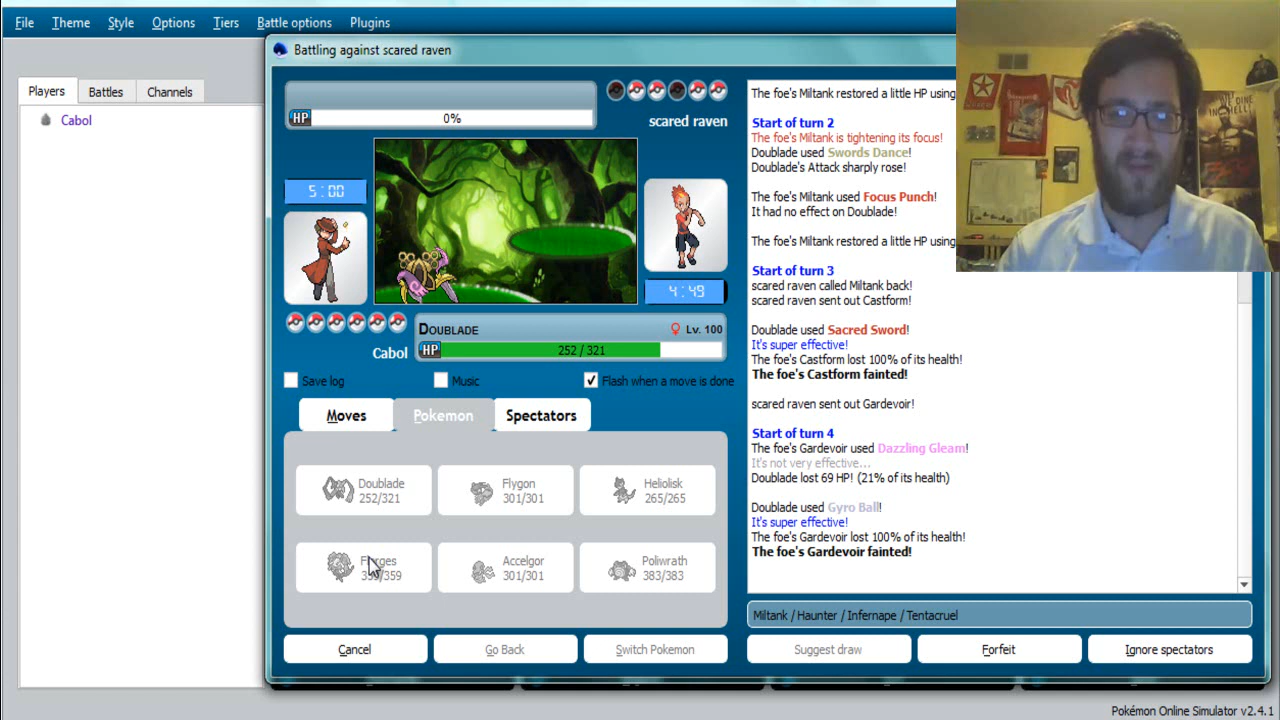 File Theme Style Options Tiers Battle options Plugins
Battling against scared raven
Players Battles Channels
Cabol
HP 0%
scared raven
5:00
4:49
DOUBLADE Lv. 100
HP 252 / 321
Cabol
Save log Music Flash when a move is done
Moves Pokemon Spectators
Doublade
252/321
Flygon
301/301
Heliolisk
265/265
Accelgor
301/301
Poliwrath
383/383
Cancel Go Back Switch Pokemon
The foe's Miltank restored a little HP using
Start of turn 2
The foe's Miltank is tightening its focus!
Doublade used Swords Dance!
Doublade's Attack sharply rose!
The foe's Miltank used Focus Punch!
It had no effect on Doublade!
The foe's Miltank restored a little HP using
Start of turn 3
scared raven called Miltank back!
scared raven sent out Castform!
Doublade used Sacred Sword!
It's super effective!
The foe's Castform lost 100% of its health!
The foe's Castform fainted!
scared raven sent out Gardevoir!
Start of turn 4
The foe's Gardevoir used Dazzling Gleam!
It's not very effective...
Doublade lost 69 HP! (21% of its health)
Doublade used Gyro Ball!
It's super effective!
The foe's Gardevoir lost 100% of its health!
The foe's Gardevoir fainted!
Miltank / Haunter / Infernape / Tentacruel
Suggest draw Forfeit Ignore spectators
Pokémon Online Simulator v2.4.1